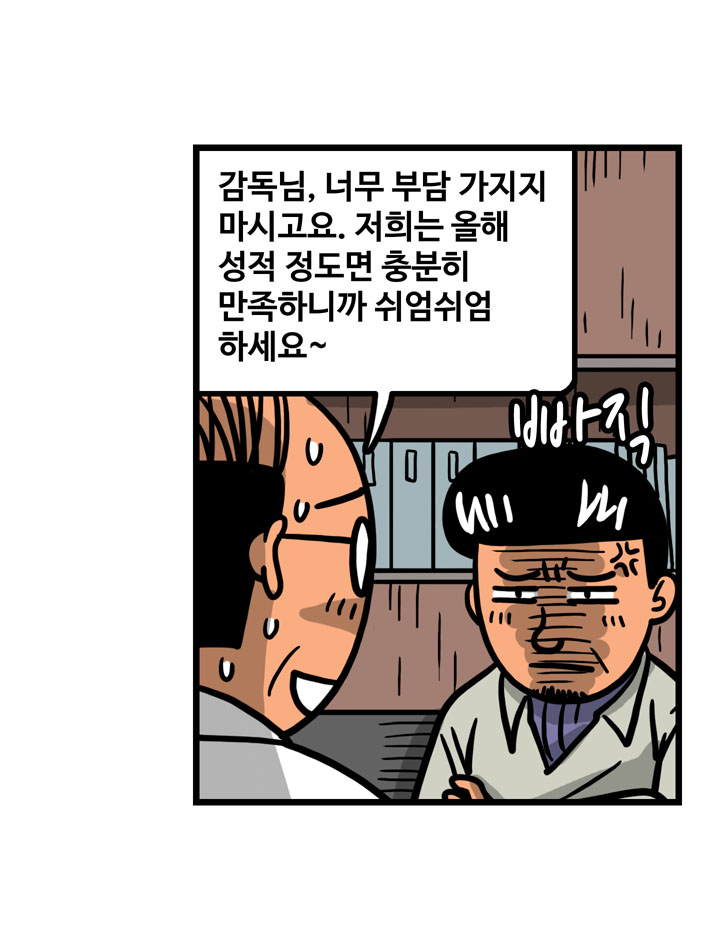 감독님, 너무 부담 가지지
마시고요. 저희는 올해
성적 정도면 충분히
만족하니까 쉬엄쉬엄
하세요~
빠직